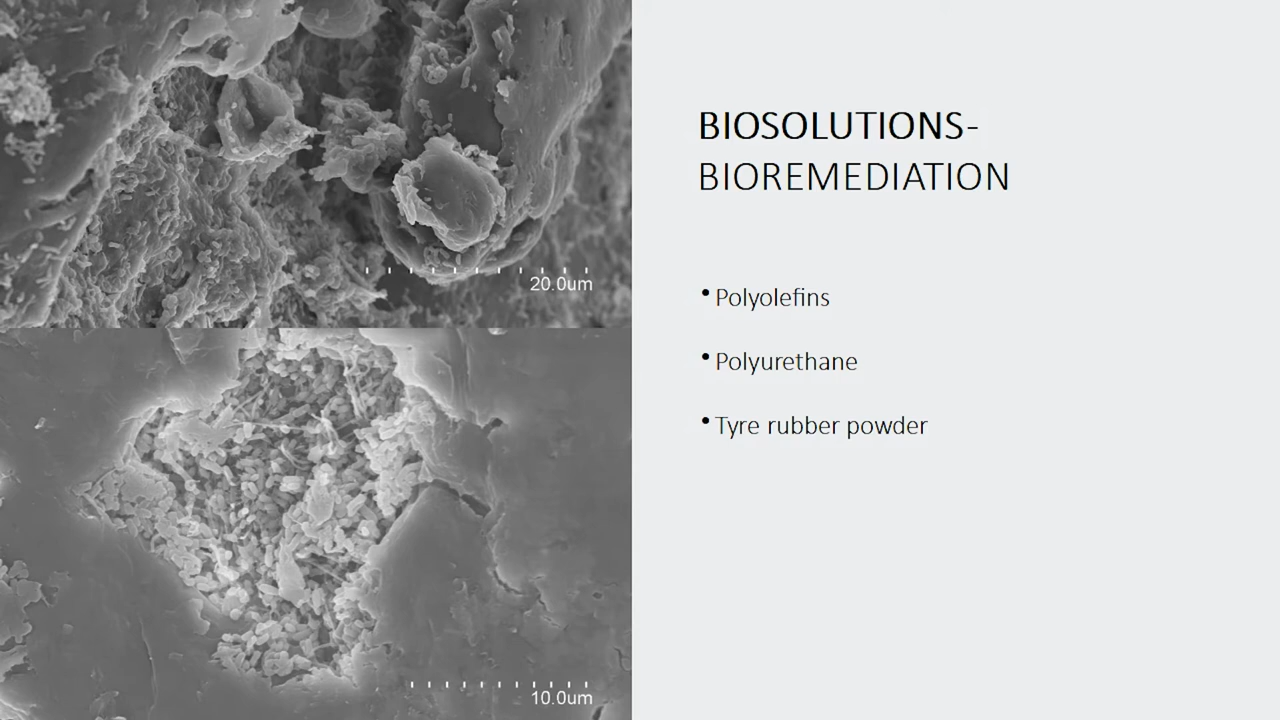 20.0um
10.0um
BIOSOLUTIONS-
BIOREMEDIATION
• Polyolefins
• Polyurethane
• Tyre rubber powder